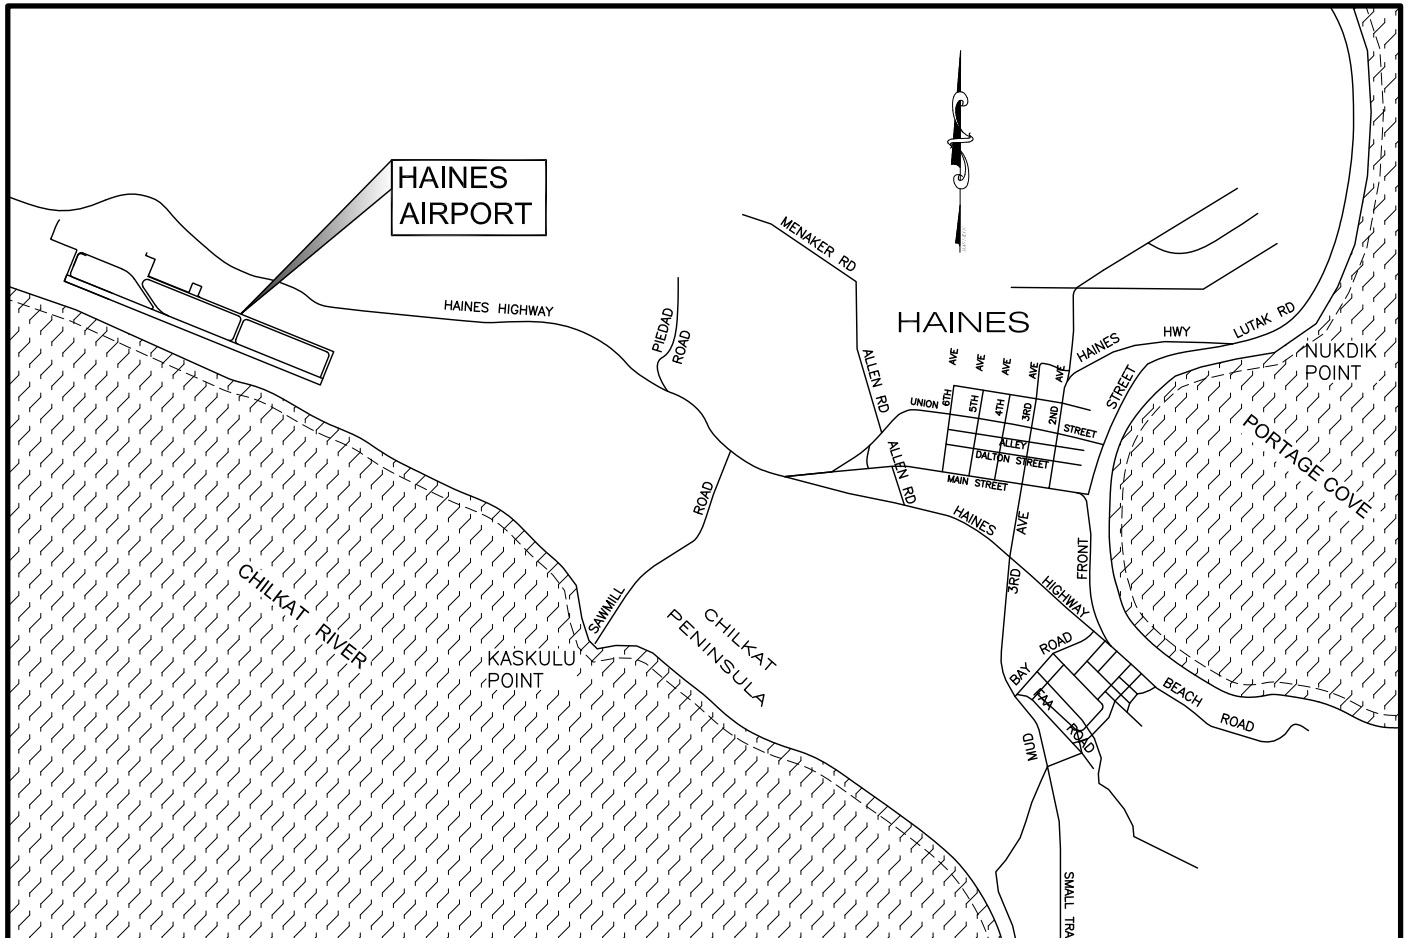 HAINES
AIRPORT
HAINES HIGHWAY
PIEDAD
ROAD
MENAKER RD
ALLEN RD
HAINES
HAINES
HWY
LUTAK RD
NUKDIK
POINT
PORTAGE COVE
STREET
6TH AVE
5TH AVE
4TH AVE
3RD AVE
2ND AVE
UNION
STREET
ALLEY
DALTON STREET
MAIN STREET
ALLEN RD
HAINES
HIGHWAY
3RD
AVE
FRONT
ROAD
SAWMILL
CHILKAT
PENINSULA
CHILKAT RIVER
KASKULU
POINT
BAY
ROAD
FAA
ROAD
MUD
BEACH
ROAD
SMALL TRA